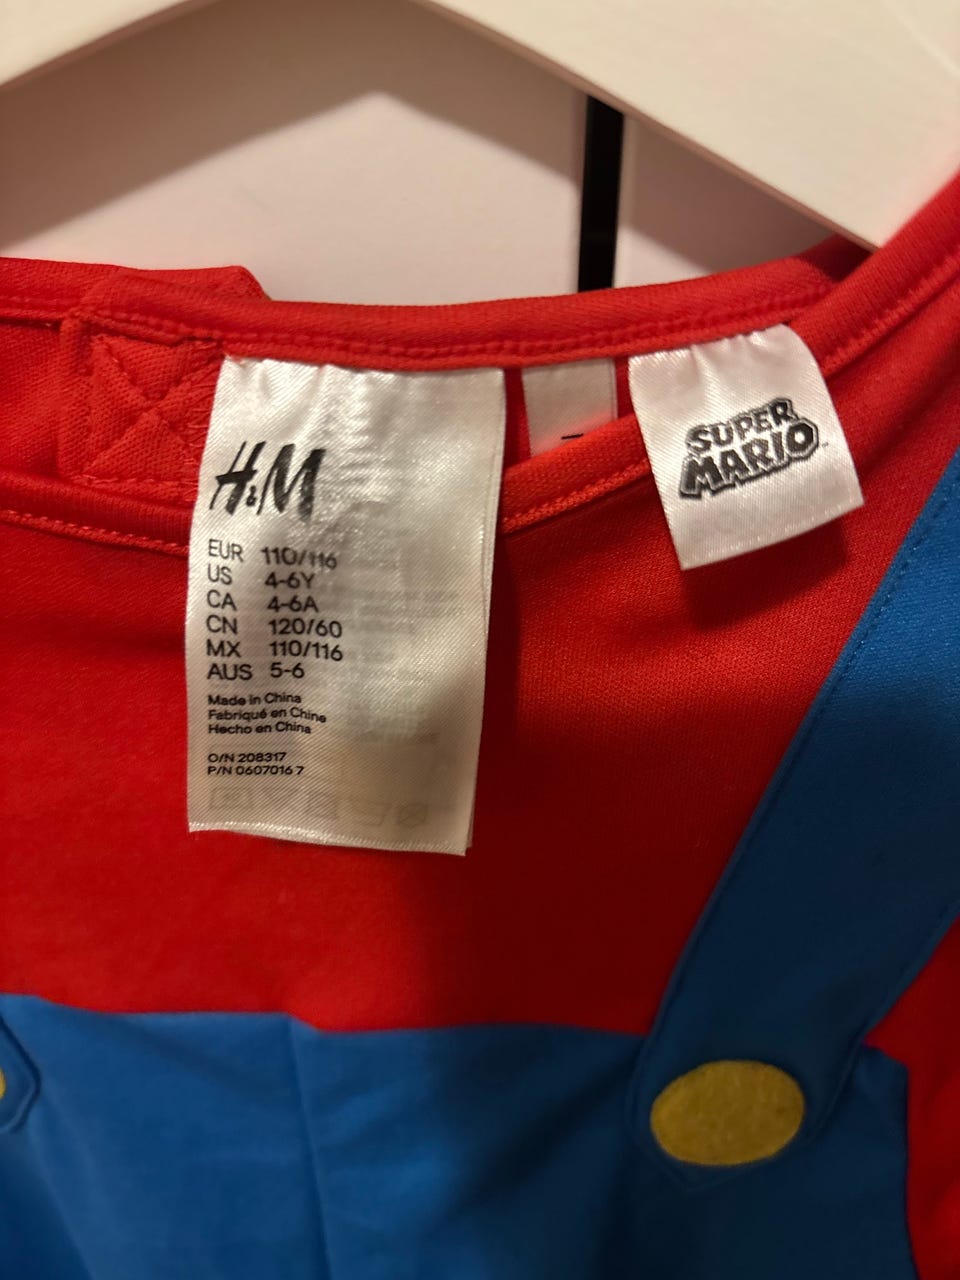 H&M
EUR 110/116
US 4-6Y
CA 4-6A
CN 120/60
MX 110/116
AUS 5-6
Made in China
Fabriqué en Chine
Hecho en China
O/N 208317
P/N 0607016 7
SUPER
MARIO